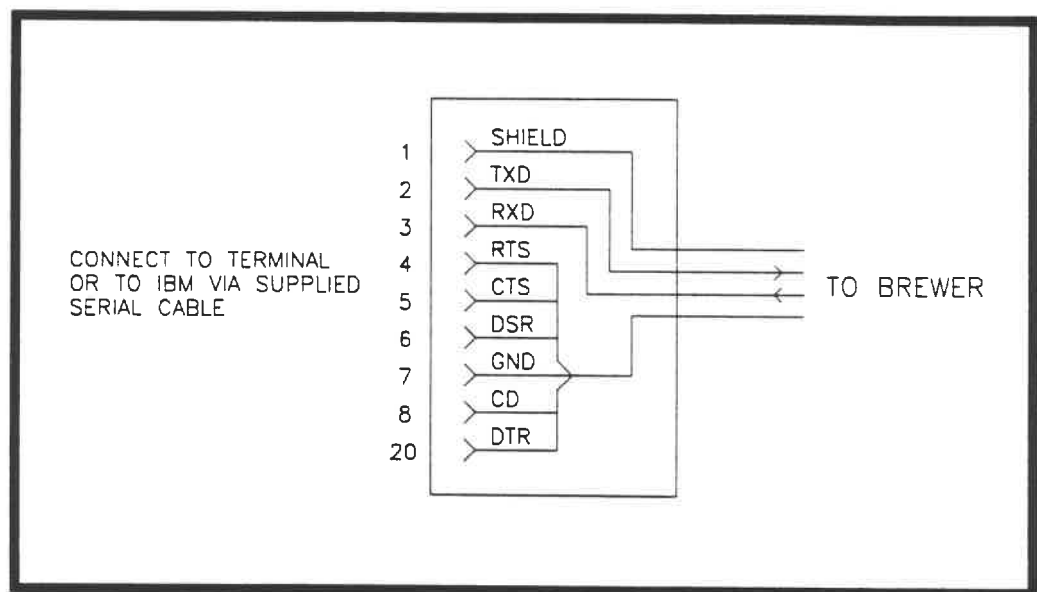 CONNECT TO TERMINAL
OR TO IBM VIA SUPPLIED
SERIAL CABLE
1 SHIELD
2 TXD
3 RXD
4 RTS
5 CTS
6 DSR
7 GND
8 CD
20 DTR
TO BREWER